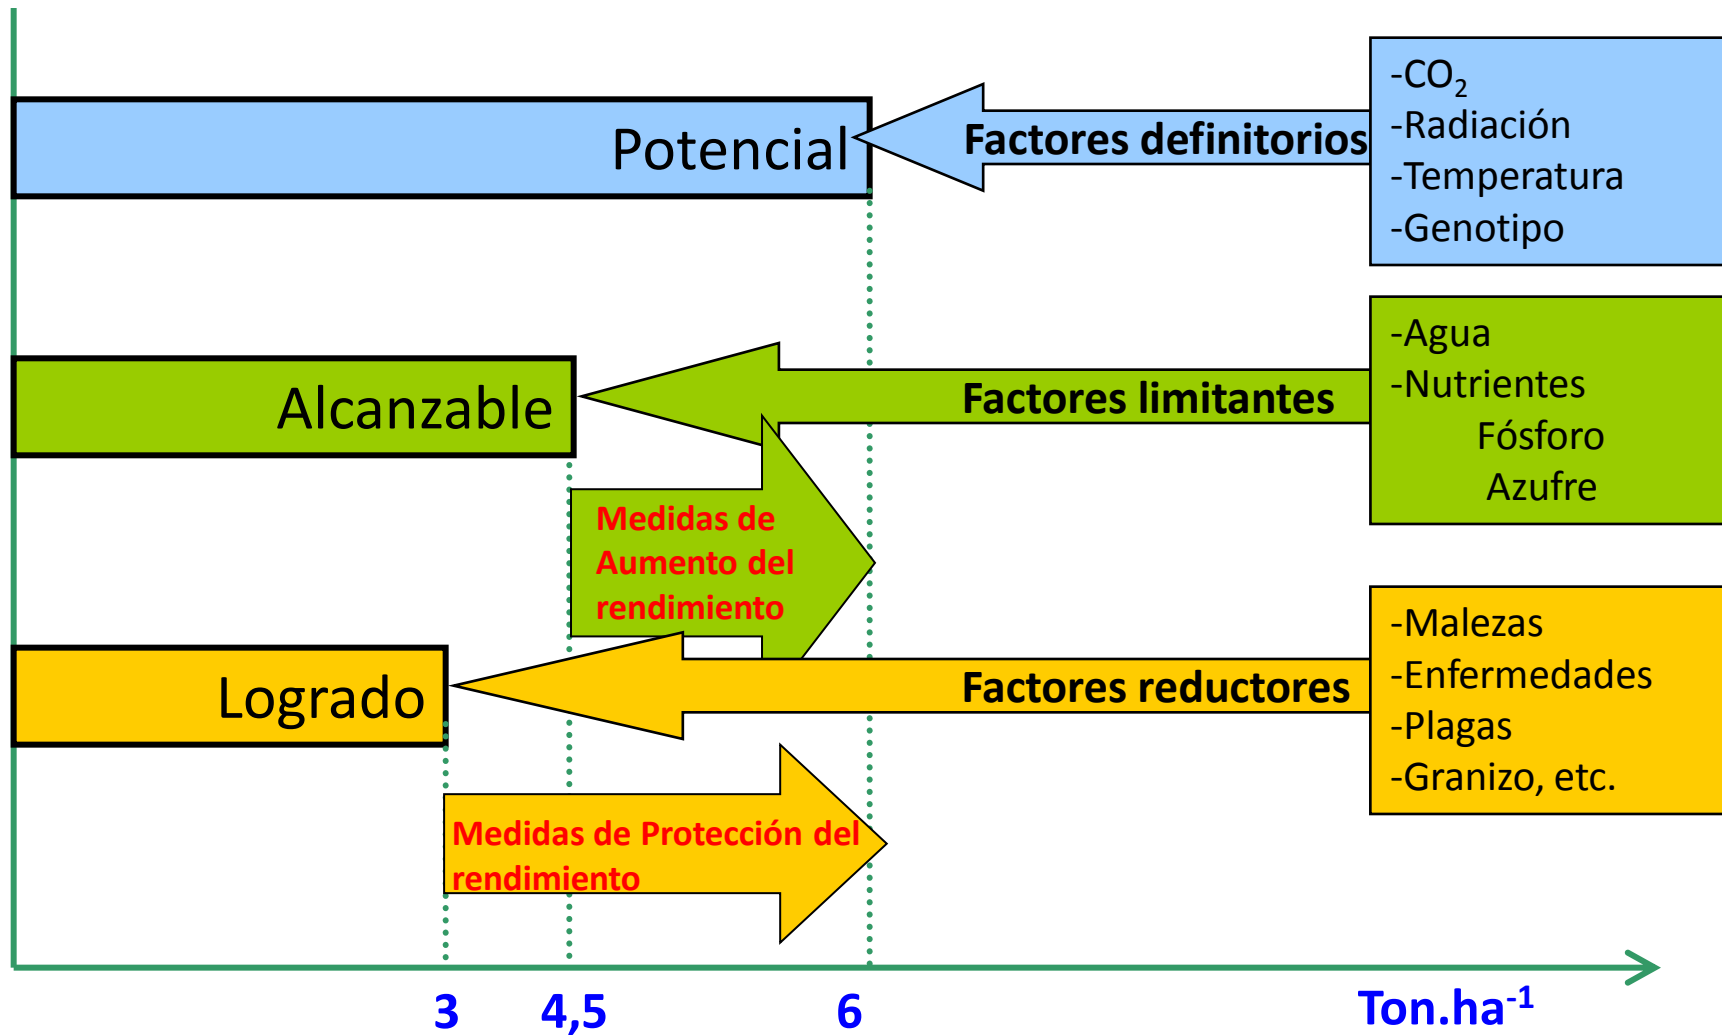 Potencial
Factores definitorios
-CO₂
-Radiación
-Temperatura
-Genotipo
Alcanzable
Factores limitantes
-Agua
-Nutrientes
Fósforo
Azufre
Medidas de
Aumento del
rendimiento
Logrado
Factores reductores
-Malezas
-Enfermedades
-Plagas
-Granizo, etc.
Medidas de Protección del
rendimiento
3 4,5 6 Ton.ha⁻¹